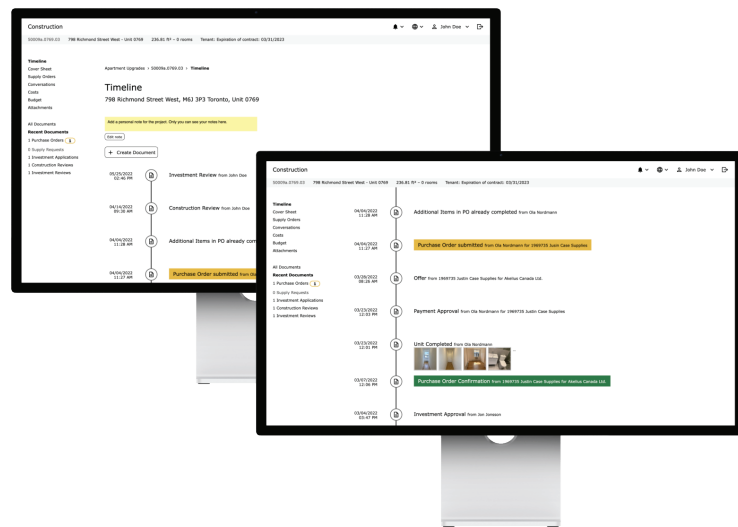 Construction
John Doe
50009a.0769.03 798 Richmond Street West - Unit 0769 236.81 ft² – 0 rooms Tenant: Expiration of contract: 03/31/2023
Timeline
Cover Sheet
Supply Orders
Conversations
Costs
Budget
Attachments
All Documents
Recent Documents
1 Purchase Orders 1
0 Supply Requests
1 Investment Applications
1 Construction Reviews
1 Investment Reviews
Apartment Upgrades › 50009a.0769.03 › Timeline
Timeline
798 Richmond Street West, M6J 3P3 Toronto, Unit 0769
Add a personal note for the project. Only you can see your notes here.
Edit note
+ Create Document
05/25/2022
02:46 PM
Investment Review from John Doe
04/14/2022
09:30 AM
Construction Review from John Doe
04/04/2022
11:28 AM
Additional Items in PO already com
04/04/2022
11:27 AM
Purchase Order submitted from Ola
Construction
John Doe
50009a.0769.03 798 Richmond Street West - Unit 0769 236.81 ft² – 0 rooms Tenant: Expiration of contract: 03/31/2023
Timeline
Cover Sheet
Supply Orders
Conversations
Costs
Budget
Attachments
All Documents
Recent Documents
1 Purchase Orders 1
0 Supply Requests
1 Investment Applications
1 Construction Reviews
1 Investment Reviews
04/04/2022
11:28 AM
Additional Items in PO already completed from Ola Nordmann
04/04/2022
11:27 AM
Purchase Order submitted from Ola Nordmann for 1969735 Justin Case Supplies
03/28/2022
08:26 AM
Offer from 1969735 Justin Case Supplies for Akelius Canada Ltd.
03/23/2022
12:03 PM
Payment Approval from Ola Nordmann for 1969735 Justin Case Supplies
03/23/2022
12:01 PM
Unit Completed from Ola Nordmann
03/07/2022
12:06 PM
Purchase Order Confirmation from 1969735 Justin Case Supplies for Akelius Canada Ltd.
03/04/2022
03:47 PM
Investment Approval from Jon Jonsson